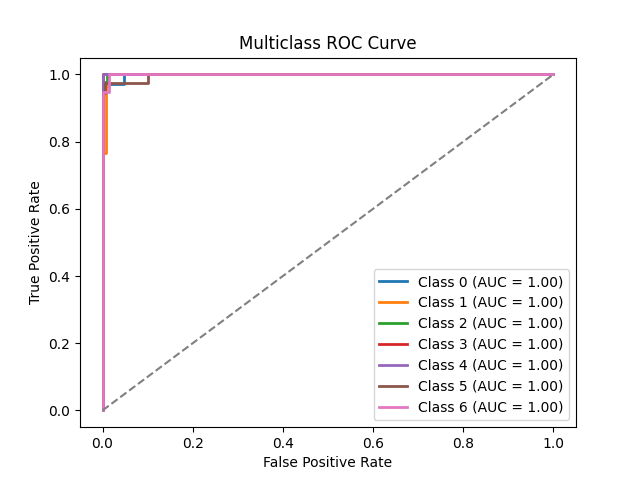 Multiclass ROC Curve
True Positive Rate
1.0
0.8
0.6
0.4
0.2
0.0
Class 0 (AUC = 1.00)
Class 1 (AUC = 1.00)
Class 2 (AUC = 1.00)
Class 3 (AUC = 1.00)
Class 4 (AUC = 1.00)
Class 5 (AUC = 1.00)
Class 6 (AUC = 1.00)
0.0 0.2 0.4 0.6 0.8 1.0
False Positive Rate